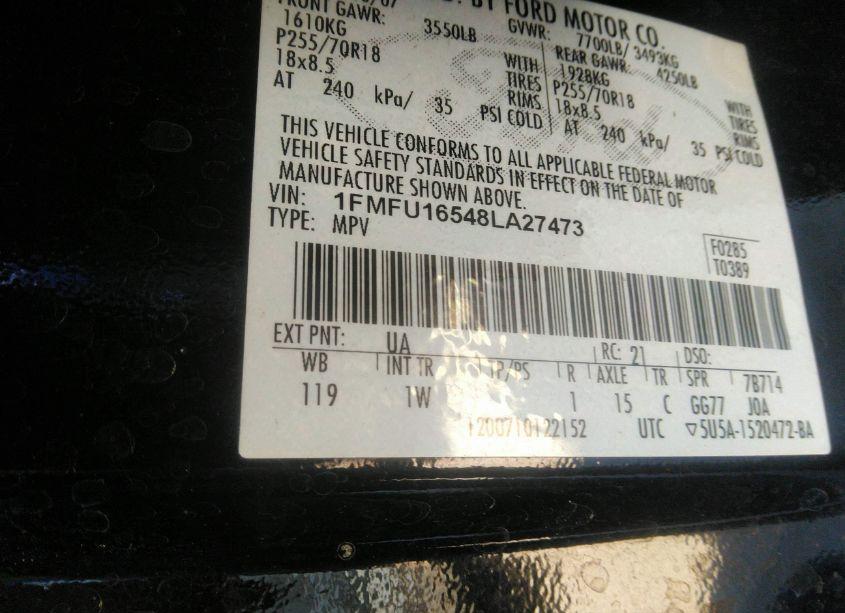 BY FORD MOTOR CO.
FRONT GAWR: 3550LB
1610KG
P255/70R18 WITH
18x8.5 TIRES
RIMS
AT 240 kPa/ 35 PSI COLD
GVWR: 7700LB/ 3493KG
REAR GAWR: 4250LB
1928KG WITH
P255/70R18 TIRES
18x8.5 RIMS
AT 240 kPa/ 35 PSI COLD
THIS VEHICLE CONFORMS TO ALL APPLICABLE FEDERAL MOTOR
VEHICLE SAFETY STANDARDS IN EFFECT ON THE DATE OF
MANUFACTURE SHOWN ABOVE.
VIN: 1FMFU16548LA27473
TYPE: MPV
F0285
T0389
EXT PNT: UA RC: 21 DSO:
WB INT TR TP/PS R AXLE TR SPR 7B714
119 1W 1 15 C GG77 JOA
1200710122152 UTC ▽5U5A-1520472-BA